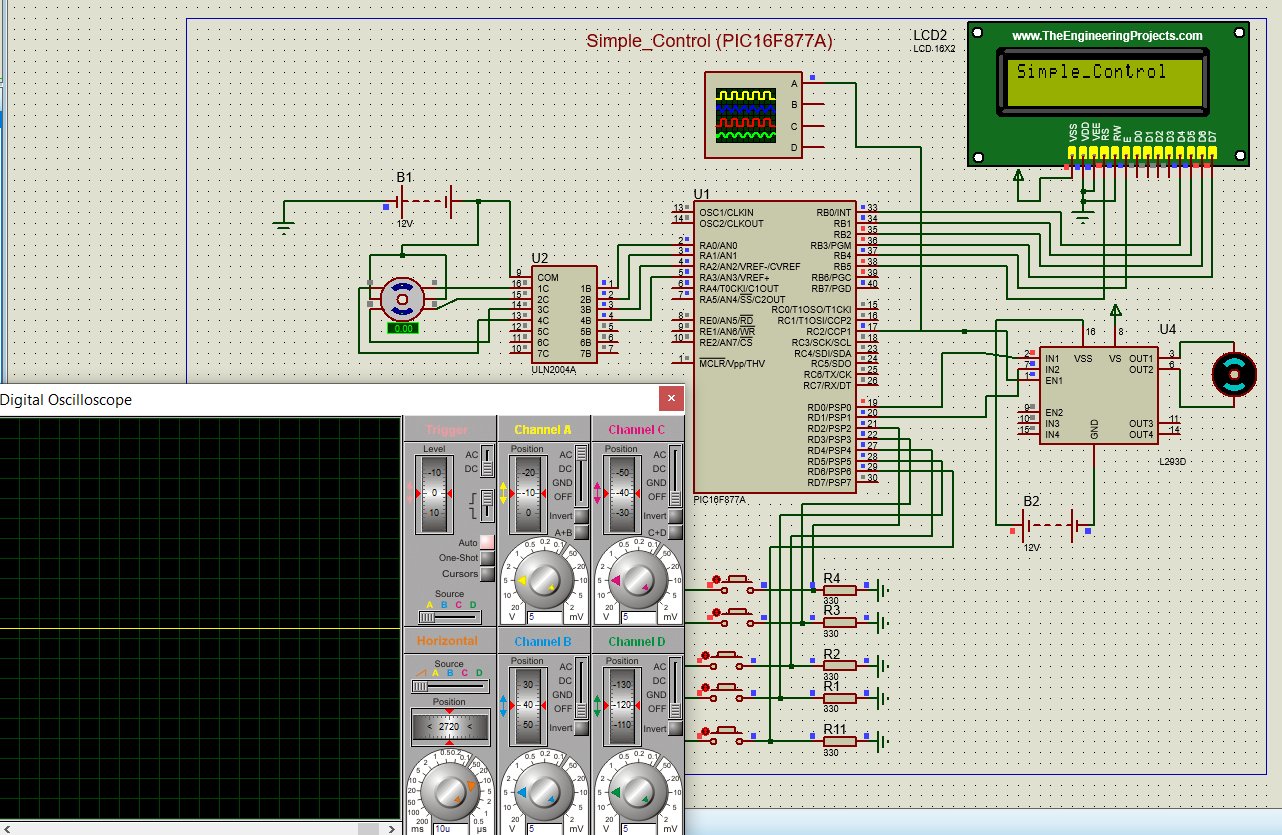 Simple_Control (PIC16F877A)
LCD2
LCD 16X2
www.TheEngineeringProjects.com
Simple_Control
VSS VDD VEE RS RW E D0 D1 D2 D3 D4 D5 D6 D7
A
B
C
D
B1
12V
0.00
U2
9 COM
16 1C 1B 1
15 2C 2B 2
14 3C 3B 3
13 4C 4B 4
12 5C 5B 5
11 6C 6B 6
10 7C 7B 7
ULN2004A
U1
13 OSC1/CLKIN RB0/INT 33
14 OSC2/CLKOUT RB1 34
RB2 35
2 RA0/AN0 RB3/PGM 36
3 RA1/AN1 RB4 37
4 RA2/AN2/VREF-/CVREF RB5 38
5 RA3/AN3/VREF+ RB6/PGC 39
6 RA4/T0CKI/C1OUT RB7/PGD 40
7 RA5/AN4/SS/C2OUT
RC0/T1OSO/T1CKI 15
8 RE0/AN5/RD RC1/T1OSI/CCP2 16
9 RE1/AN6/WR RC2/CCP1 17
10 RE2/AN7/CS RC3/SCK/SCL 18
RC4/SDI/SDA 23
1 MCLR/Vpp/THV RC5/SDO 24
RC6/TX/CK 25
RC7/RX/DT 26
RD0/PSP0 19
RD1/PSP1 20
RD2/PSP2 21
RD3/PSP3 22
RD4/PSP4 27
RD5/PSP5 28
RD6/PSP6 29
RD7/PSP7 30
PIC16F877A
U4
16 8
2 IN1 VSS VS OUT1 3
7 IN2 OUT2 6
1 EN1
9 EN2
10 IN3 GND OUT3 11
15 IN4 OUT4 14
L293D
B2
12V
R4
330
R3
330
R2
330
R1
330
R11
330
Digital Oscilloscope
Trigger
Level
AC
DC
-10
0
10
Auto
One-Shot
Cursors
Source
A B C D
Channel A
Position
AC
DC
GND
OFF
-20
-10
0
Invert
A+B
V 5 mV
Channel C
Position
AC
DC
GND
OFF
-50
-40
-30
Invert
C+D
V 5 mV
Horizontal
Source
A B C D
Position
< 2720 <
ms 10u µs
Channel B
Position
AC
DC
GND
OFF
30
40
50
Invert
V 5 mV
Channel D
Position
AC
DC
GND
OFF
-130
-120
-110
Invert
V 5 mV